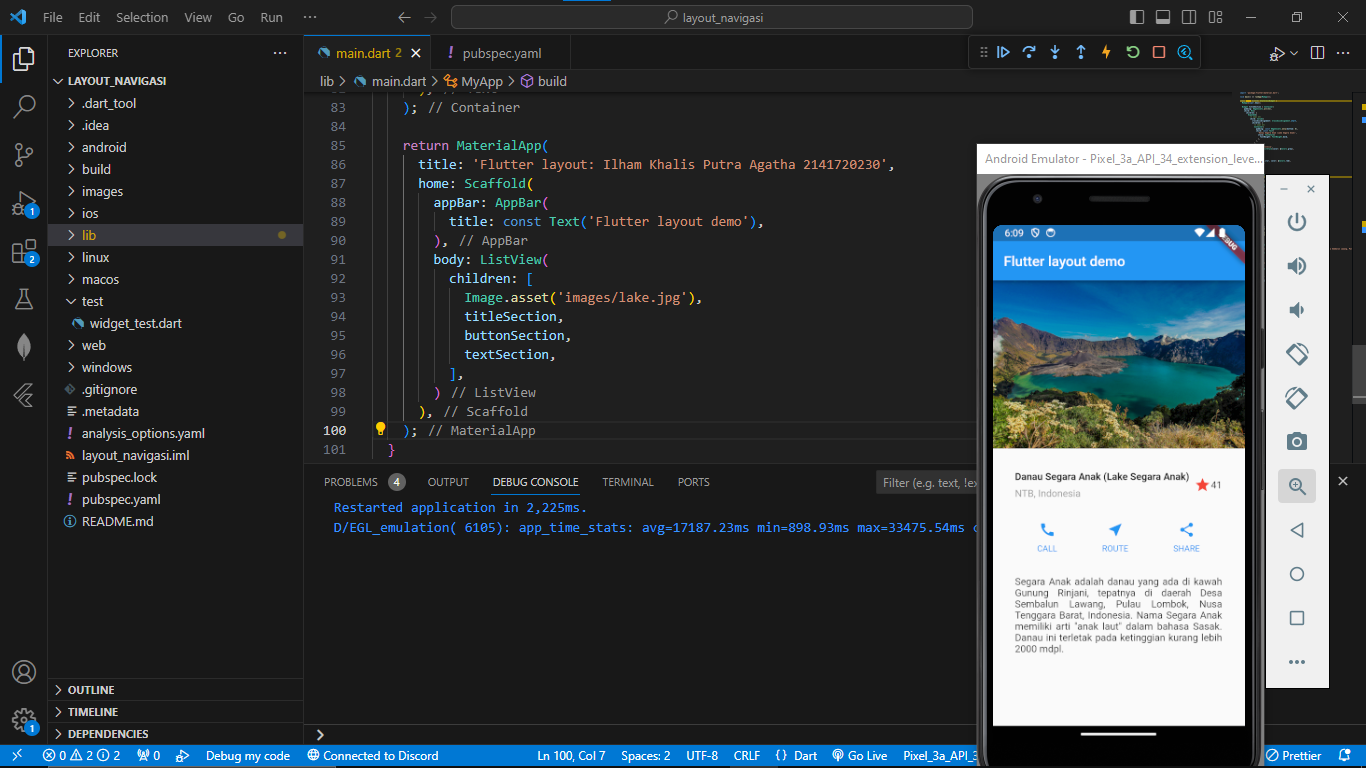 File Edit Selection View Go Run ···
layout_navigasi
EXPLORER
LAYOUT_NAVIGASI
.dart_tool
.idea
android
build
images
ios
lib
linux
macos
test
widget_test.dart
web
windows
.gitignore
.metadata
analysis_options.yaml
layout_navigasi.iml
pubspec.lock
pubspec.yaml
README.md
OUTLINE
TIMELINE
DEPENDENCIES
1
2
1
main.dart 2
pubspec.yaml
lib > main.dart > MyApp > build
83 ); // Container
84
85 return MaterialApp(
86 title: 'Flutter layout: Ilham Khalis Putra Agatha 2141720230',
87 home: Scaffold(
88 appBar: AppBar(
89 title: const Text('Flutter layout demo'),
90 ), // AppBar
91 body: ListView(
92 children: [
93 Image.asset('images/lake.jpg'),
94 titleSection,
95 buttonSection,
96 textSection,
97 ],
98 ) // ListView
99 ), // Scaffold
100 ); // MaterialApp
101 }
PROBLEMS 4 OUTPUT DEBUG CONSOLE TERMINAL PORTS
Filter (e.g. text, !ex
Restarted application in 2,225ms.
D/EGL_emulation( 6105): app_time_stats: avg=17187.23ms min=898.93ms max=33475.54ms
Android Emulator - Pixel_3a_API_34_extension_leve...
6:09
DEBUG
Flutter layout demo
Danau Segara Anak (Lake Segara Anak)
NTB, Indonesia
41
CALL ROUTE SHARE
Segara Anak adalah danau yang ada di kawah
Gunung Rinjani, tepatnya di daerah Desa
Sembalun Lawang, Pulau Lombok, Nusa
Tenggara Barat, Indonesia. Nama Segara Anak
memiliki arti "anak laut" dalam bahasa Sasak.
Danau ini terletak pada ketinggian kurang lebih
2000 mdpl.
0 2 2 0 Debug my code Connected to Discord Ln 100, Col 7 Spaces: 2 UTF-8 CRLF { } Dart Go Live Pixel_3a_API_3 Prettier